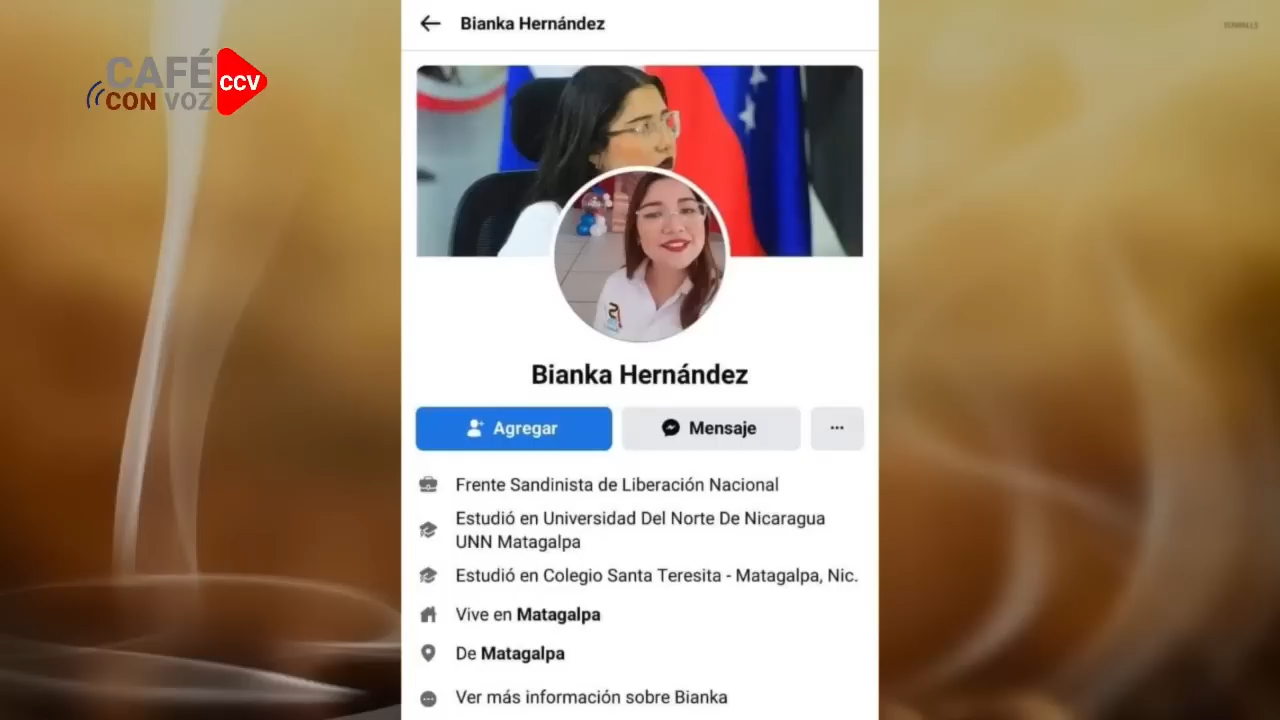 Bianka Hernández
CAFÉ
CON VOZ
CCV
Bianka Hernández
Agregar
Mensaje
Frente Sandinista de Liberación Nacional
Estudió en Universidad Del Norte De Nicaragua
UNN Matagalpa
Estudió en Colegio Santa Teresita - Matagalpa, Nic.
Vive en Matagalpa
De Matagalpa
Ver más información sobre Bianka